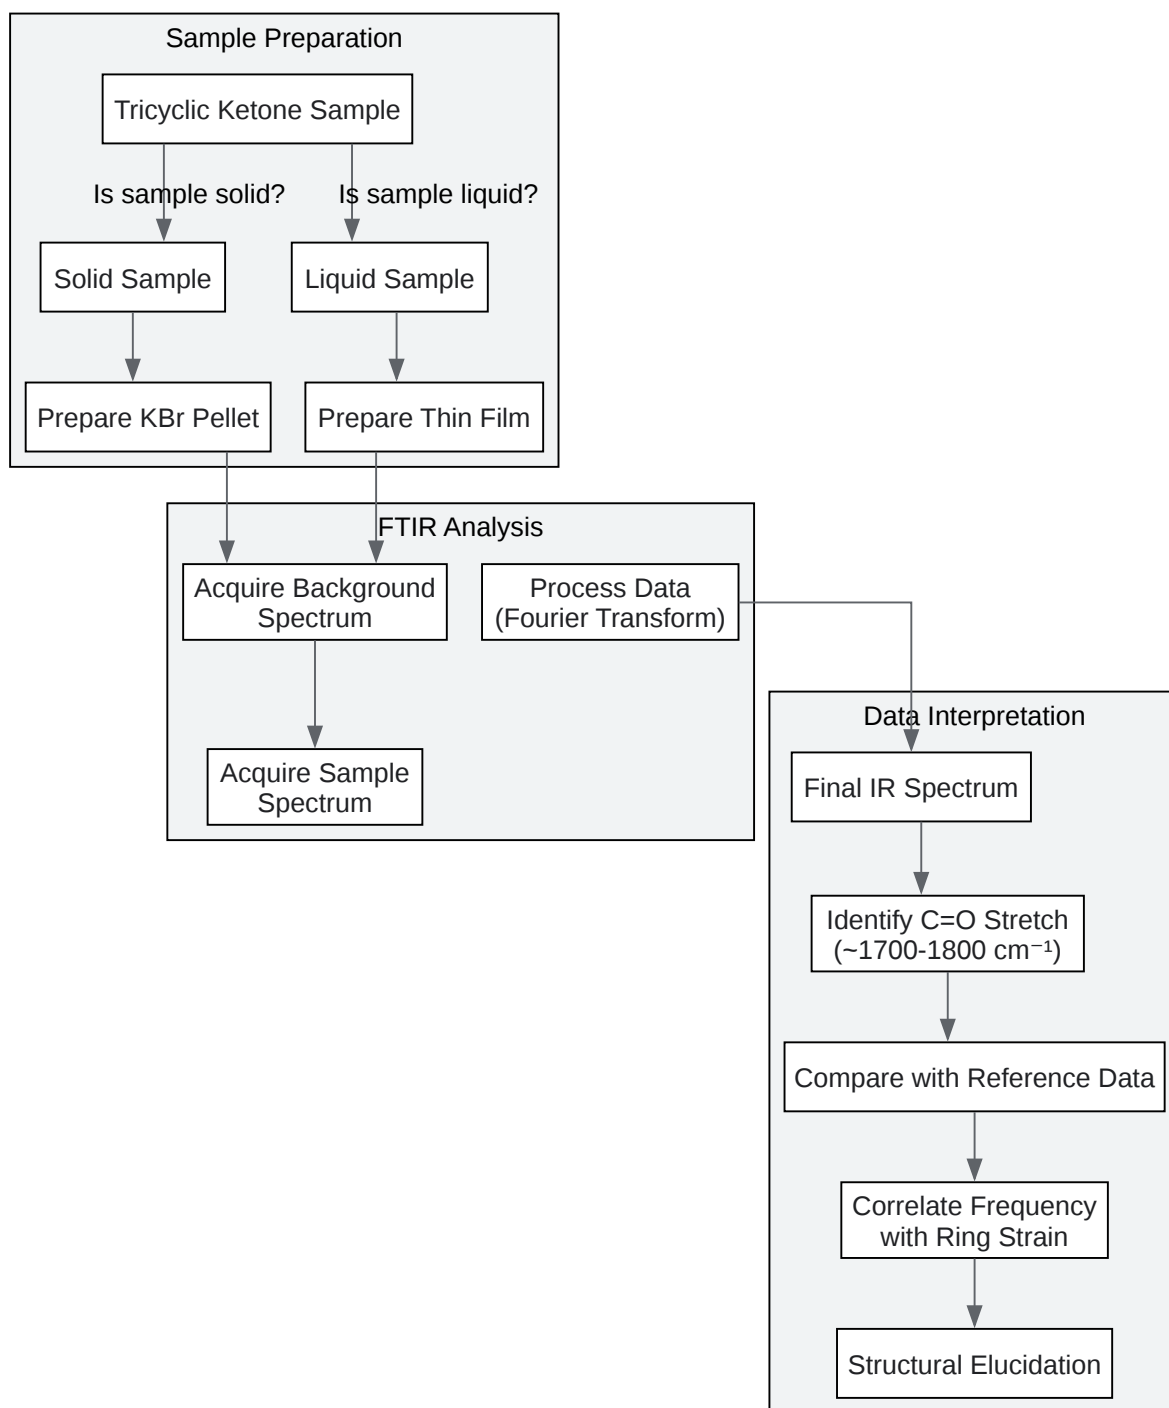 Sample Preparation
Tricyclic Ketone Sample
Is sample solid?
Is sample liquid?
Solid Sample
Liquid Sample
Prepare KBr Pellet
Prepare Thin Film
FTIR Analysis
Acquire Background
Spectrum
Process Data
(Fourier Transform)
Acquire Sample
Spectrum
Data Interpretation
Final IR Spectrum
Identify C=O Stretch
(~1700-1800 cm⁻¹)
Compare with Reference Data
Correlate Frequency
with Ring Strain
Structural Elucidation